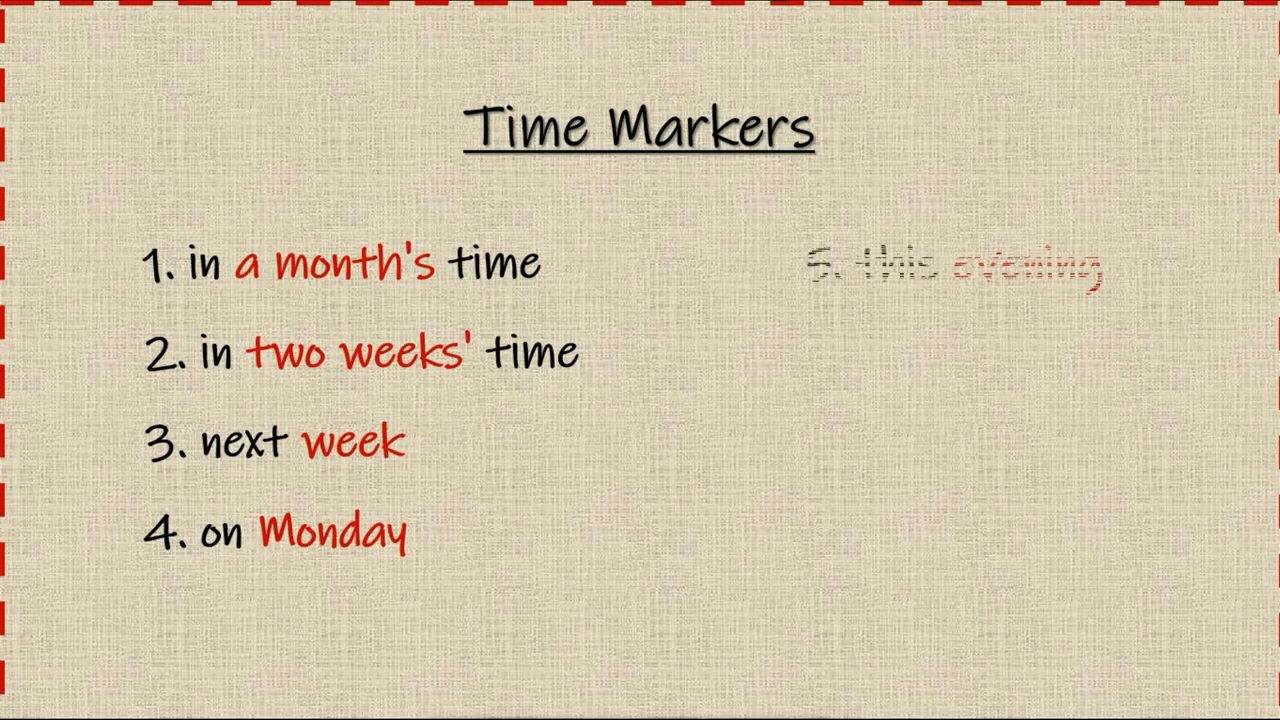 Time Markers
1. in a month's time
2. in two weeks' time
3. next week
4. on Monday
5. this evening